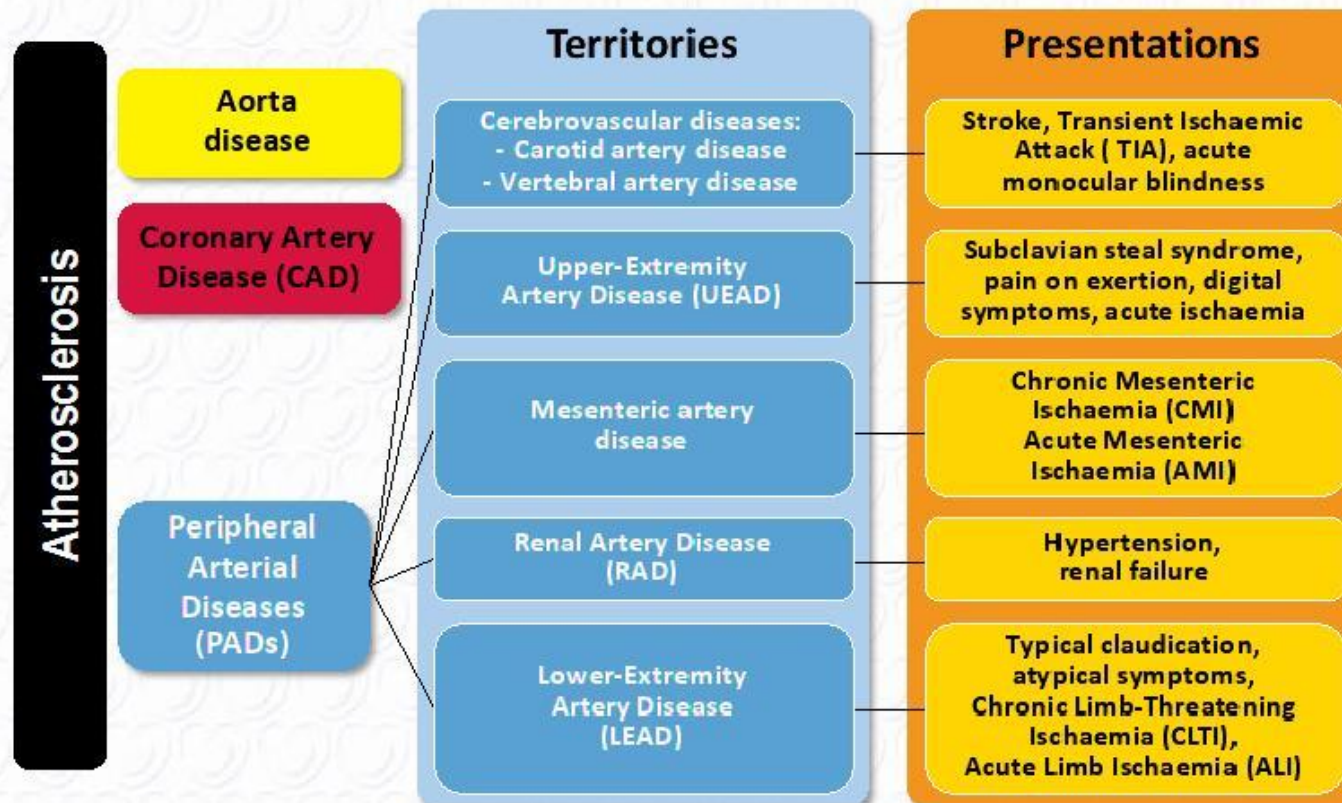 Atherosclerosis
Aorta
disease
Coronary Artery
Disease (CAD)
Peripheral
Arterial
Diseases
(PADs)
Territories
Cerebrovascular diseases:
- Carotid artery disease
- Vertebral artery disease
Upper-Extremity
Artery Disease (UEAD)
Mesenteric artery
disease
Renal Artery Disease
(RAD)
Lower-Extremity
Artery Disease
(LEAD)
Presentations
Stroke, Transient Ischaemic
Attack ( TIA), acute
monocular blindness
Subclavian steal syndrome,
pain on exertion, digital
symptoms, acute ischaemia
Chronic Mesenteric
Ischaemia (CMI)
Acute Mesenteric
Ischaemia (AMI)
Hypertension,
renal failure
Typical claudication,
atypical symptoms,
Chronic Limb-Threatening
Ischaemia (CLTI),
Acute Limb Ischaemia (ALI)